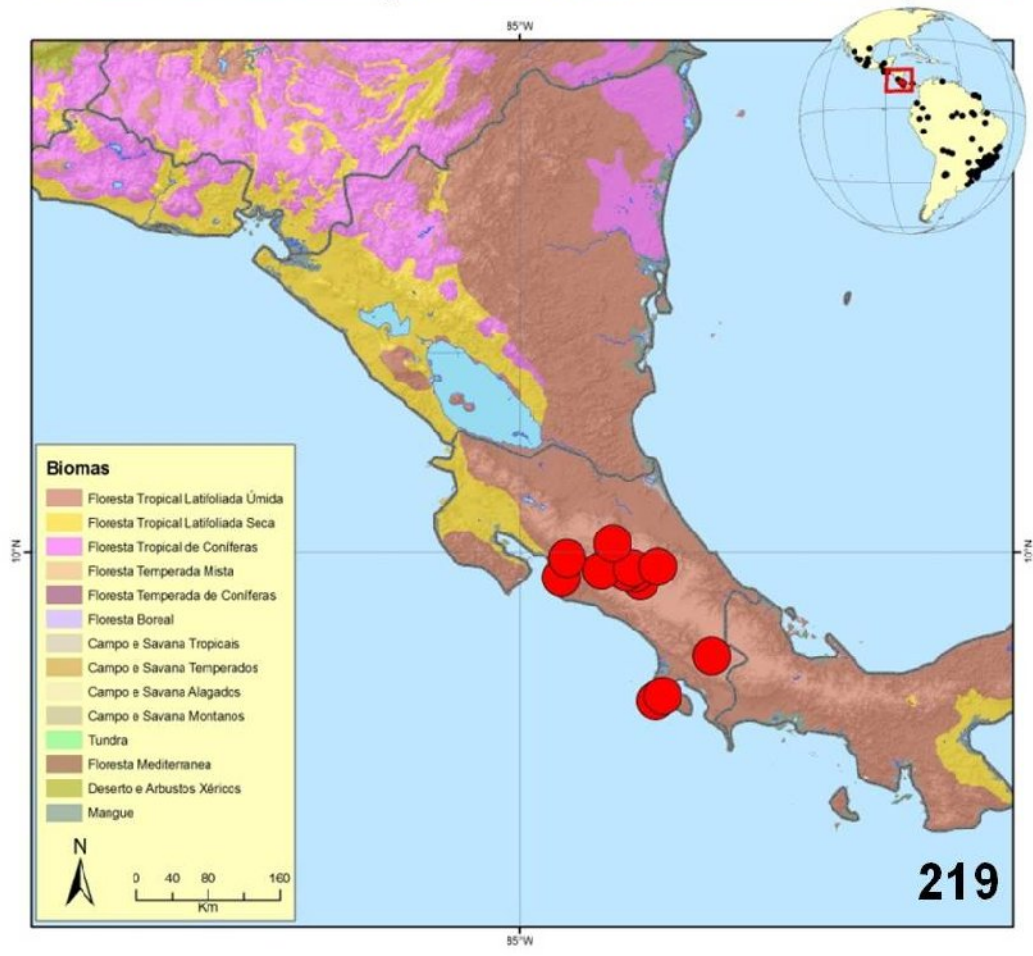 85°W
10°N
10°N
Biomas
Floresta Tropical Latifoliada Úmida
Floresta Tropical Latifoliada Seca
Floresta Tropical de Coníferas
Floresta Temperada Mista
Floresta Temperada de Coníferas
Floresta Boreal
Campo e Savana Tropicais
Campo e Savana Temperados
Campo e Savana Alagados
Campo e Savana Montanos
Tundra
Floresta Mediterranea
Deserto e Arbustos Xéricos
Mangue
N
0 40 80 160
Km
219
85°W